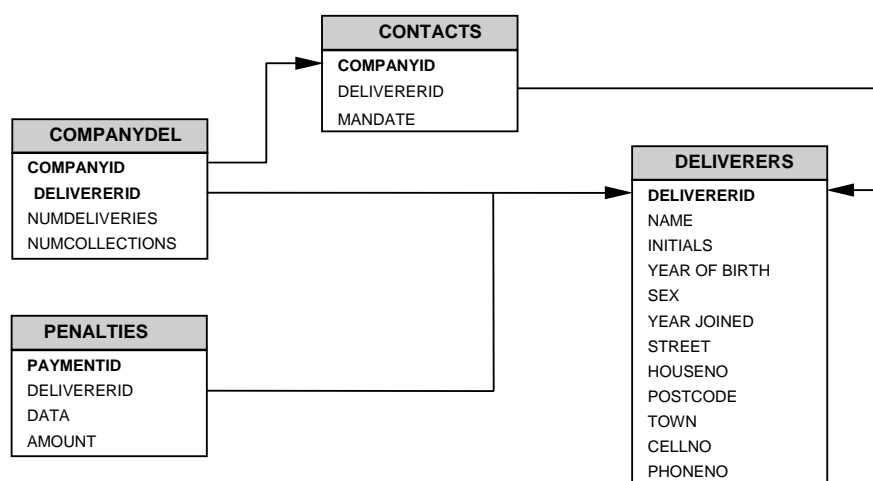 CONTACTS
COMPANYID
DELIVERERID
MANDATE
COMPANYDEL
COMPANYID
DELIVERERID
NUMDELIVERIES
NUMCOLLECTIONS
DELIVERERS
DELIVERERID
NAME
INITIALS
YEAR OF BIRTH
SEX
YEAR JOINED
STREET
HOUSENO
POSTCODE
TOWN
CELLNO
PHONENO
PENALTIES
PAYMENTID
DELIVERERID
DATA
AMOUNT